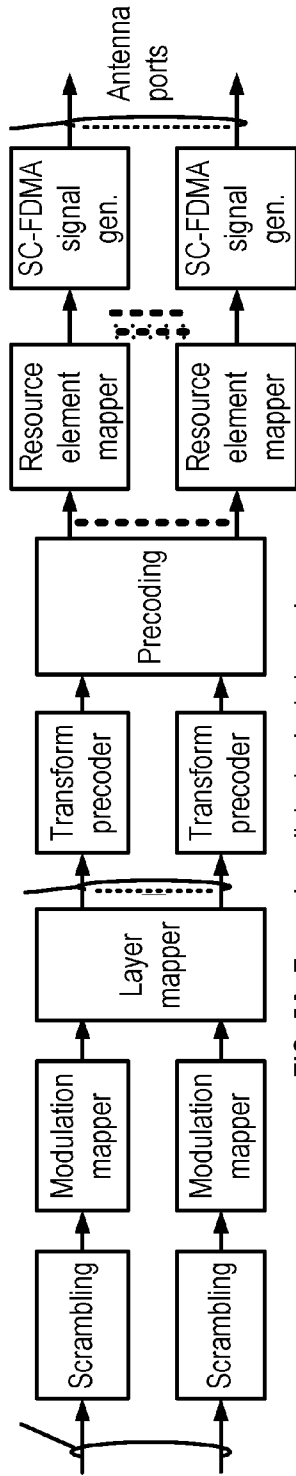 Scrambling
Modulation
mapper
Layer
mapper
Transform
precoder
Precoding
Resource
element
mapper
SC-FDMA
signal
gen.
Antenna
ports
Scrambling
Modulation
mapper
Transform
precoder
Resource
element
mapper
SC-FDMA
signal
gen.